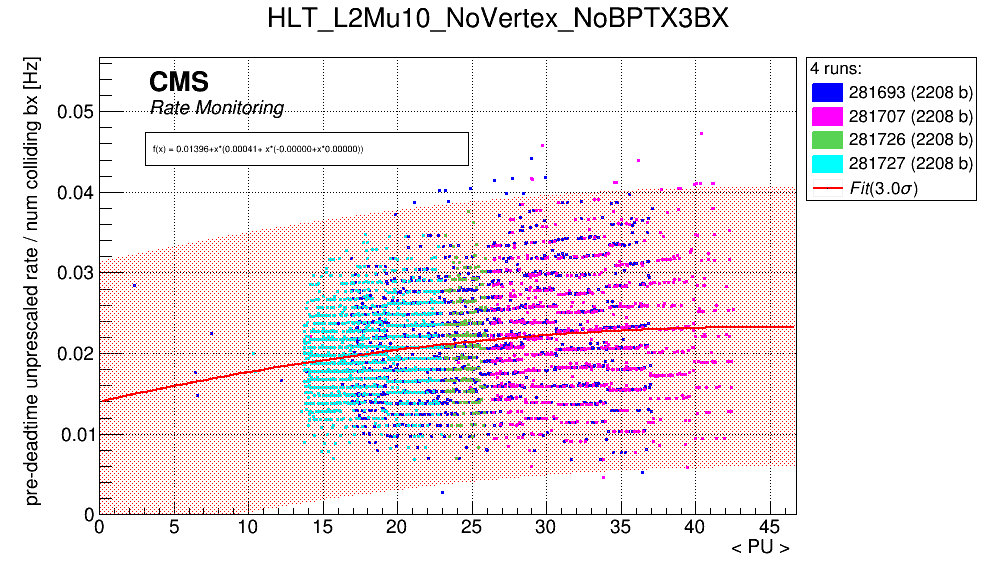 HLT_L2Mu10_NoVertex_NoBPTX3BX
pre-deadtime unprescaled rate / num colliding bx [Hz]
CMS
Rate Monitoring
f(x) = 0.01396+x*(0.00041+ x*(-0.00000+x*0.00000))
0.05
0.04
0.03
0.02
0.01
0
0 5 10 15 20 25 30 35 40 45
< PU >
4 runs:
281693 (2208 b)
281707 (2208 b)
281726 (2208 b)
281727 (2208 b)
Fit(3.0σ)